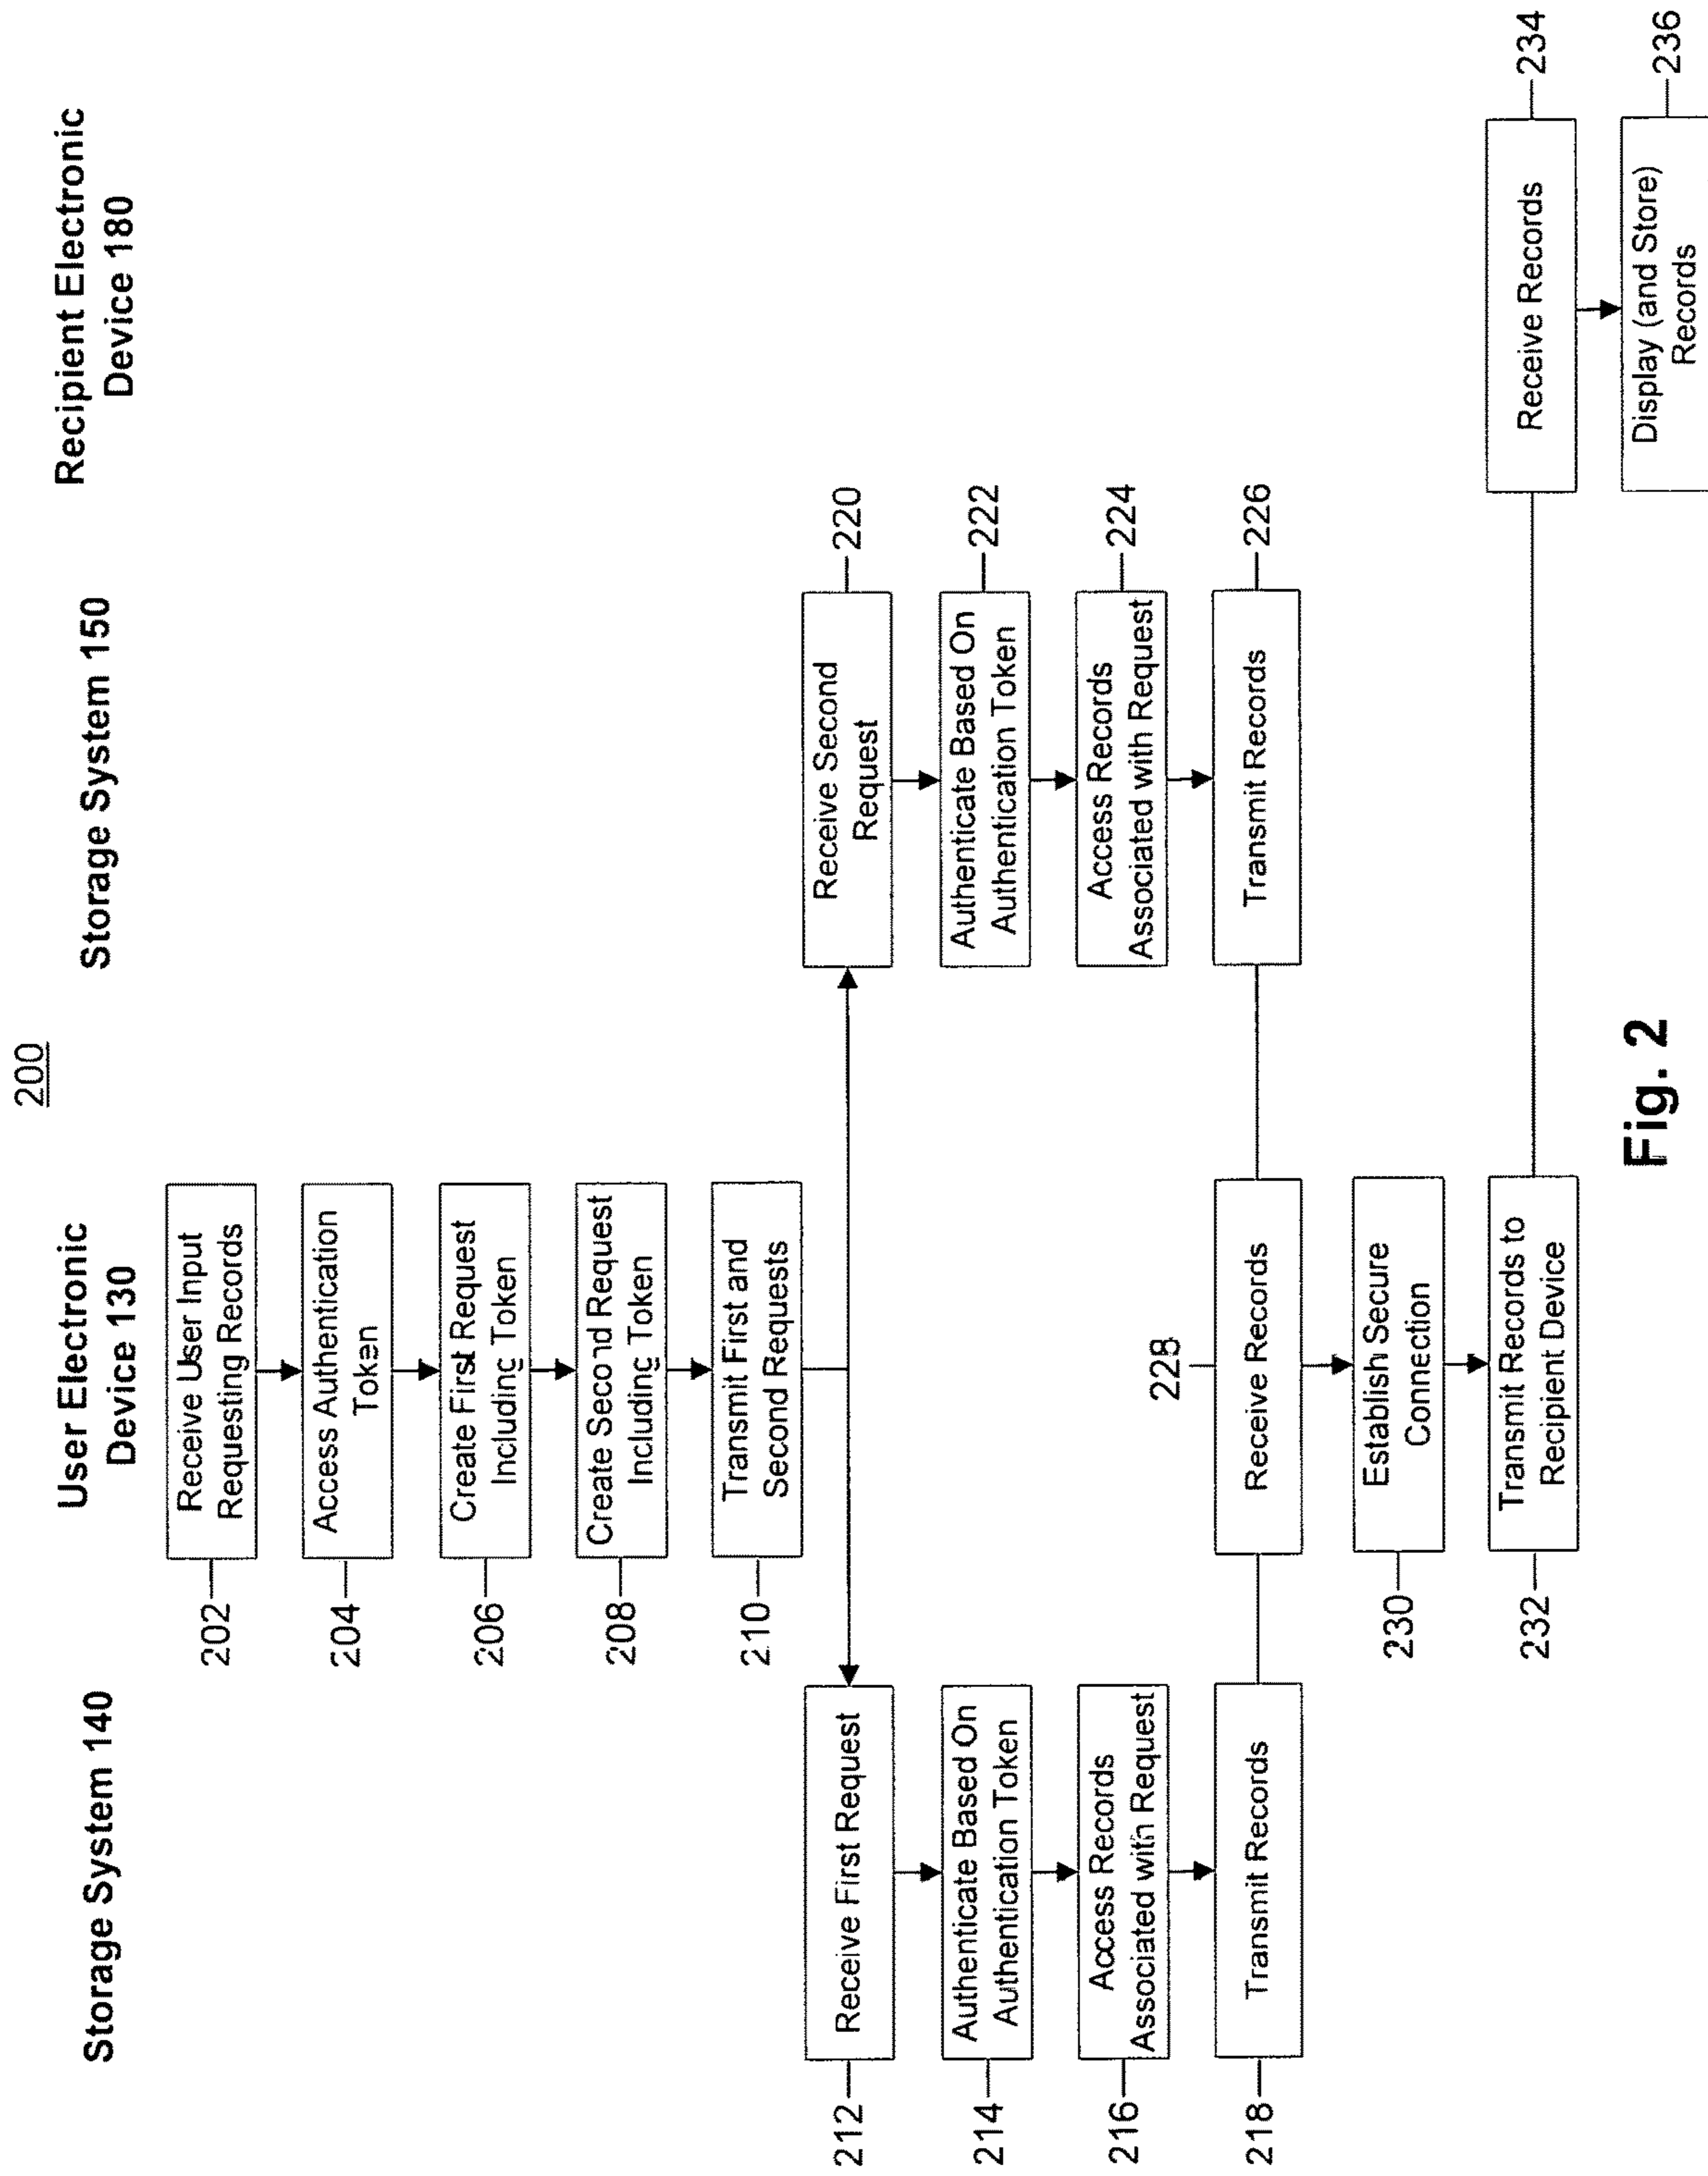 200
Storage System 140
User Electronic
Device 130
Storage System 150
Recipient Electronic
Device 180
202
Receive User Input
Requesting Records
204
Access Authentication
Token
206
Create First Request
Including Token
208
Create Second Request
Including Token
210
Transmit First and
Second Requests
212
Receive First Request
214
Authenticate Based On
Authentication Token
216
Access Records
Associated with Request
218
Transmit Records
Receive Second
Request
220
Authenticate Based On
Authentication Token
222
Access Records
Associated with Request
224
Transmit Records
226
228
Receive Records
230
Establish Secure
Connection
232
Transmit Records to
Recipient Device
Receive Records
234
Display (and Store)
Records
236
Fig. 2